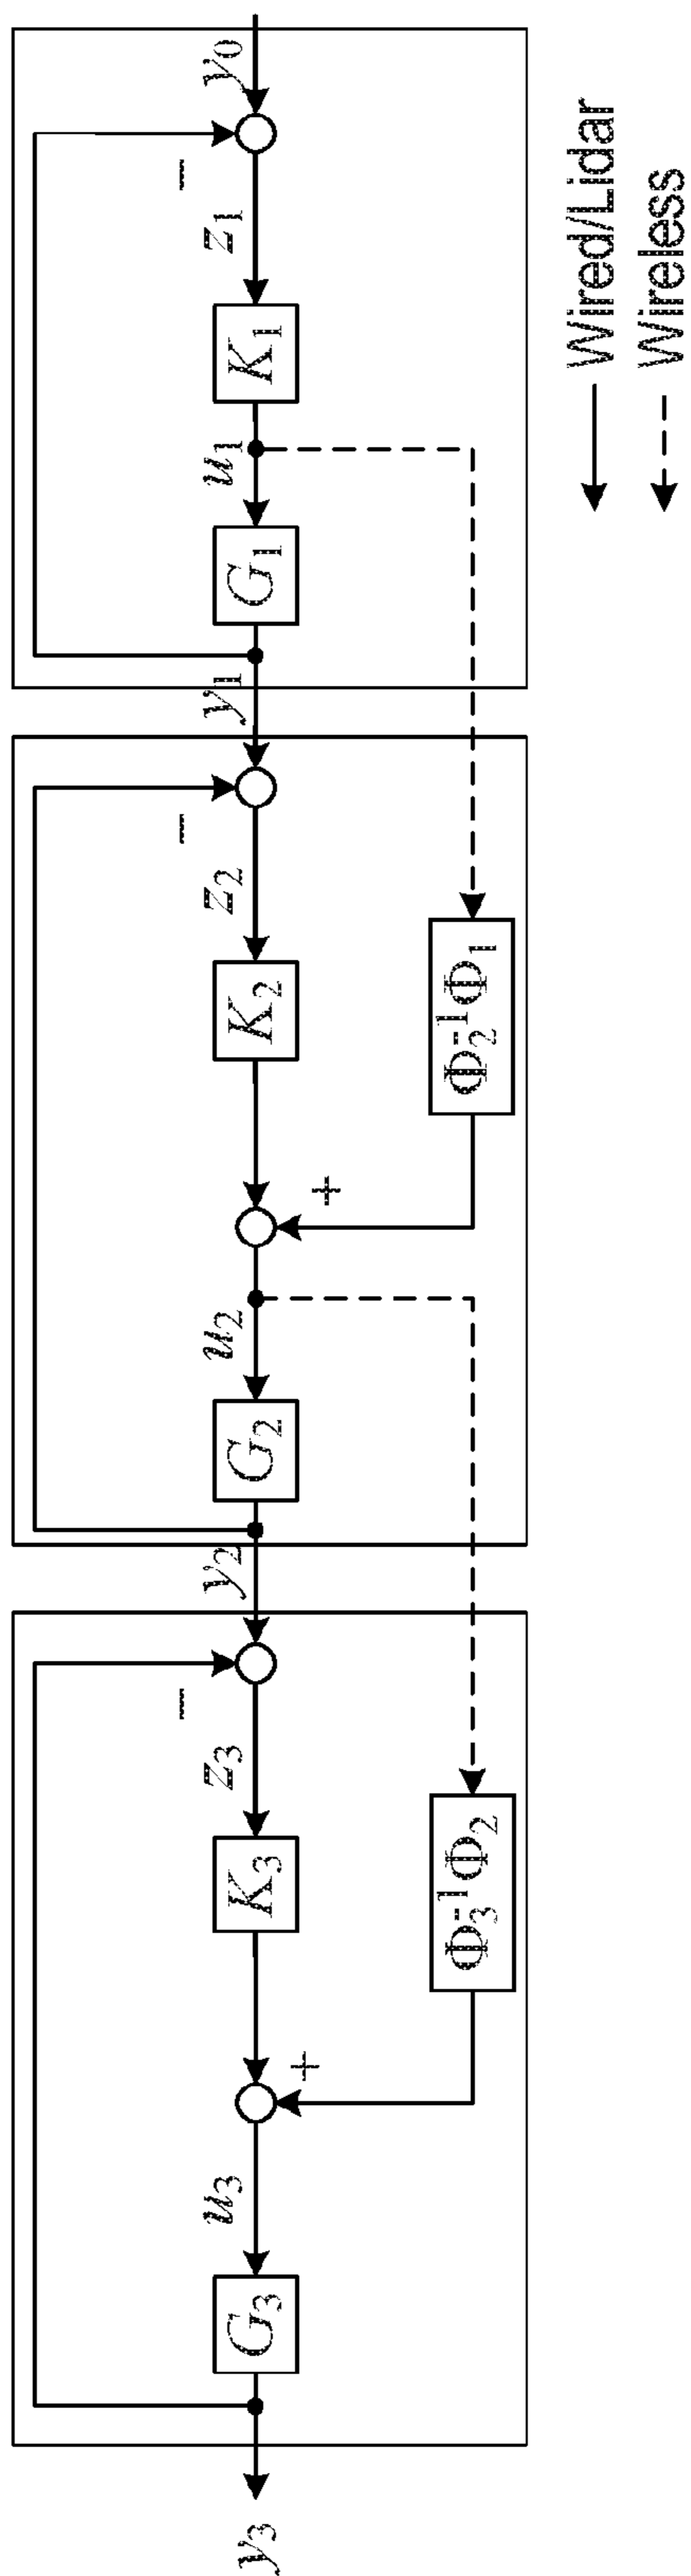 y₀
−
z₁
K₁
u₁
G₁
y₁
−
z₂
K₂
Φ₂⁻¹Φ₁
+
u₂
G₂
y₂
−
z₃
K₃
Φ₃⁻¹Φ₂
+
u₃
G₃
y₃
Wired/Lidar
Wireless